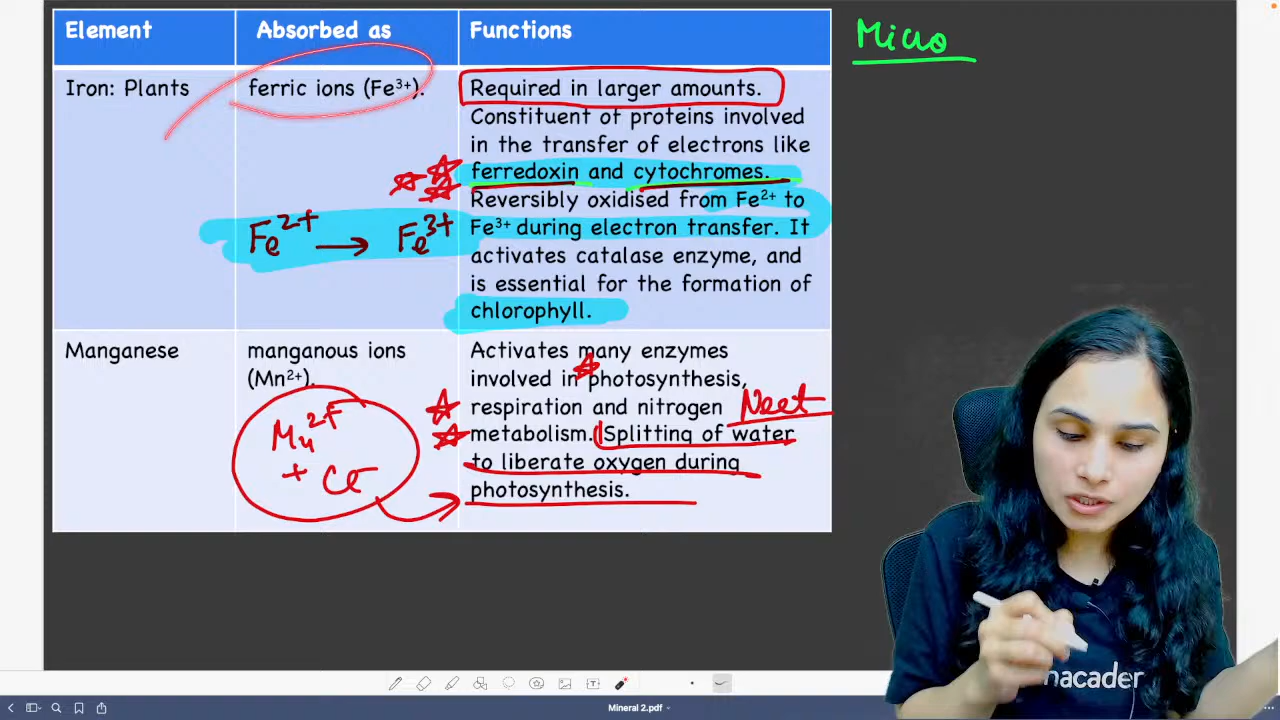 Element
Absorbed as
Functions
Micro
Iron: Plants
ferric ions (Fe³⁺).
Required in larger amounts.
Constituent of proteins involved
in the transfer of electrons like
ferredoxin and cytochromes.
Reversibly oxidised from Fe²⁺ to
Fe³⁺ during electron transfer. It
activates catalase enzyme, and
is essential for the formation of
chlorophyll.
Fe²⁺ → Fe³⁺
Manganese
manganous ions
(Mn²⁺).
Mn²⁺
+ Cl⁻
Activates many enzymes
involved in photosynthesis,
respiration and nitrogen
metabolism. Splitting of water
to liberate oxygen during
photosynthesis.
Neet
nacader
Mineral 2.pdf